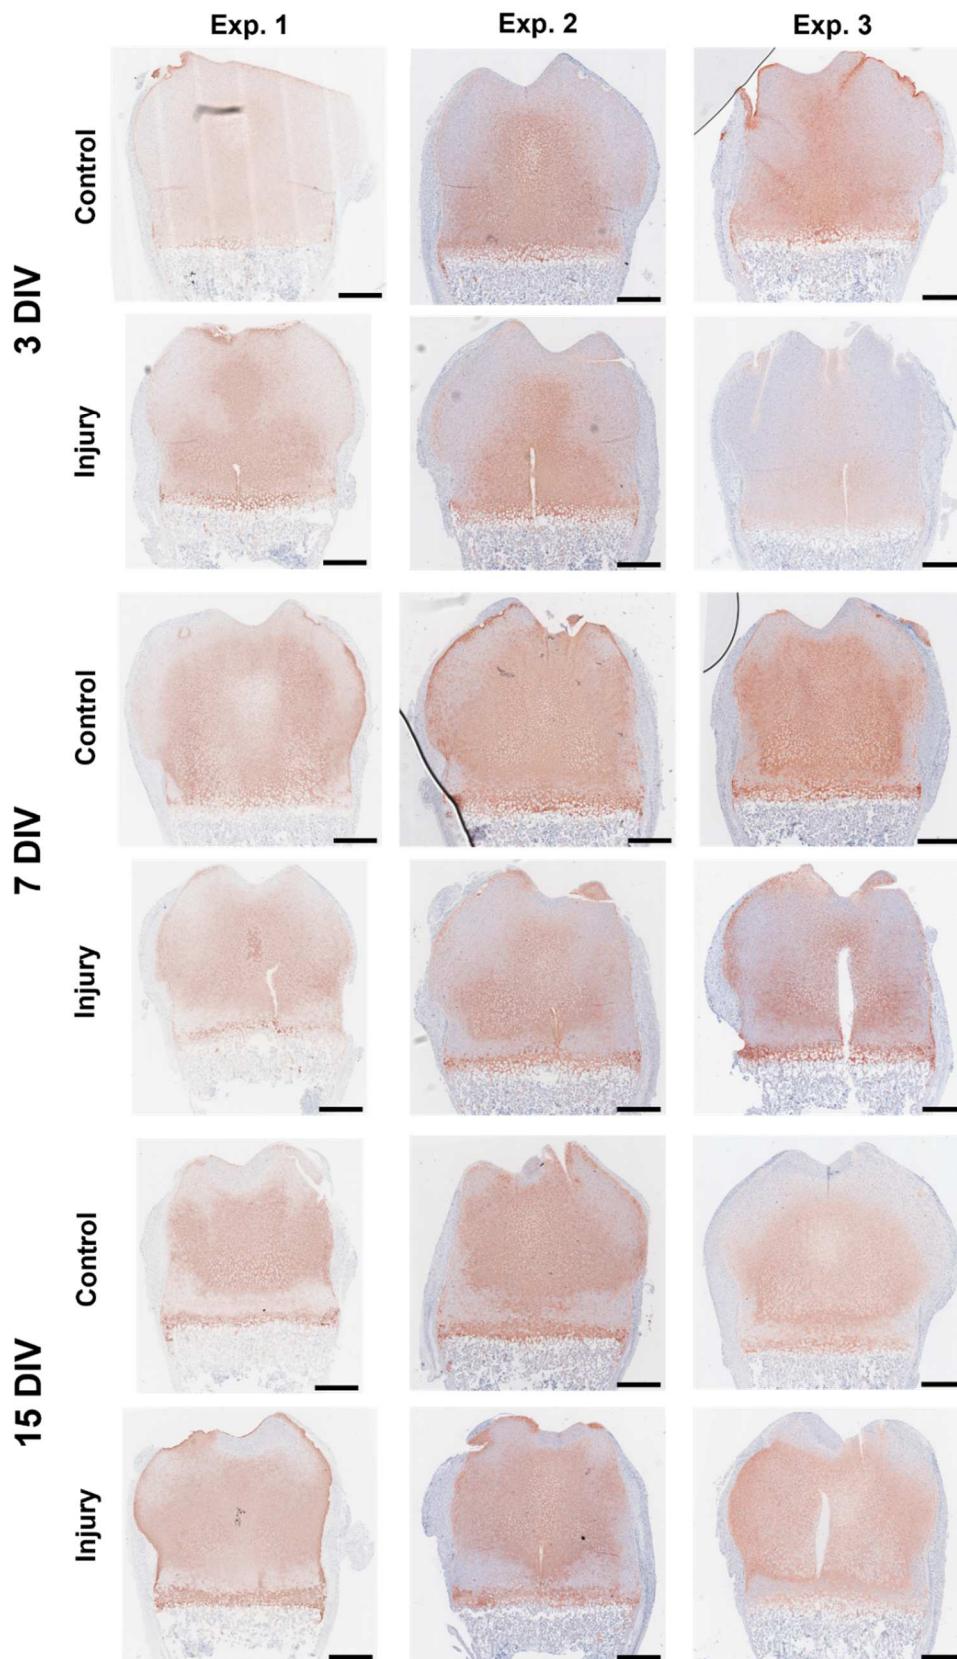 Exp. 1 Exp. 2 Exp. 3
3 DIV
Control
Injury
7 DIV
Control
Injury
15 DIV
Control
Injury